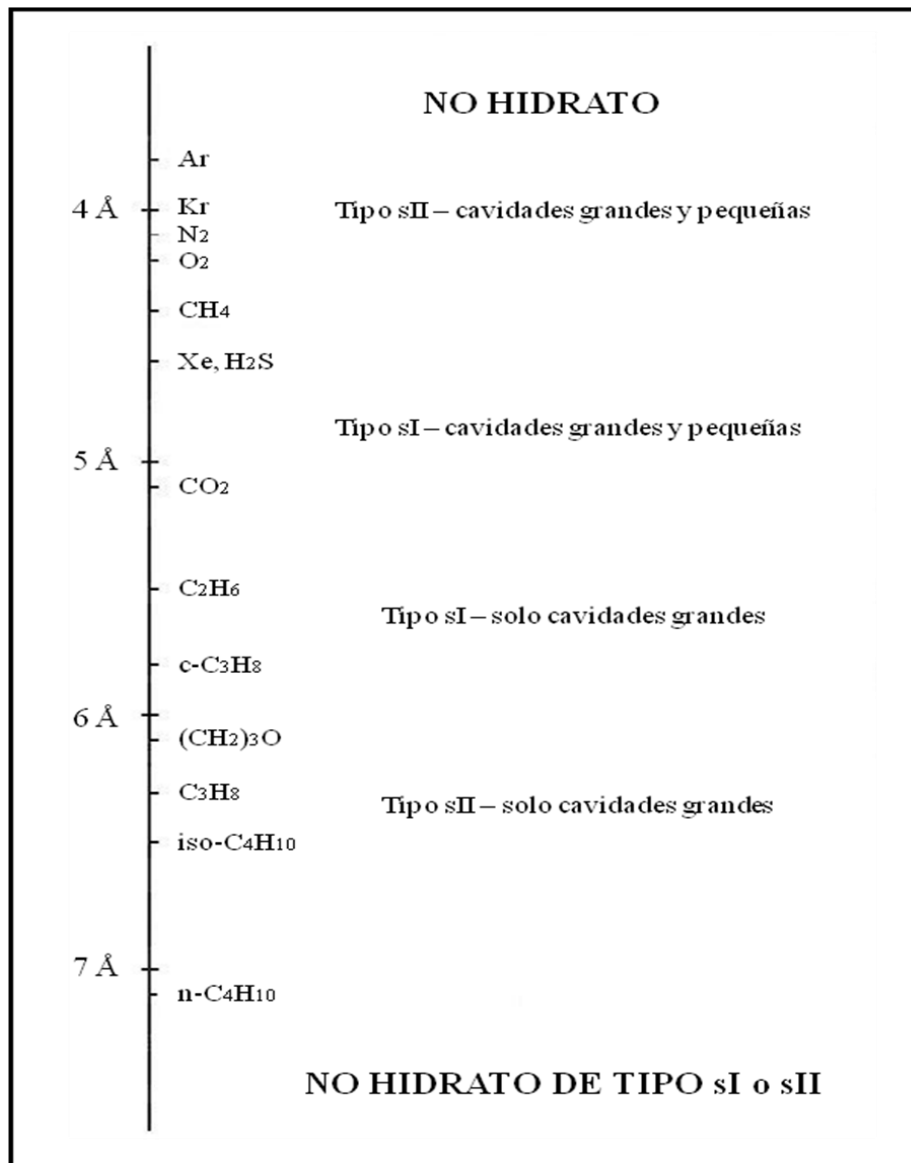 NO HIDRATO
Ar
4 Å
Kr
Tipo sII – cavidades grandes y pequeñas
N₂
O₂
CH₄
Xe, H₂S
Tipo sI – cavidades grandes y pequeñas
5 Å
CO₂
C₂H₆
Tipo sI – solo cavidades grandes
c-C₃H₈
6 Å
(CH₂)₃O
C₃H₈
Tipo sII – solo cavidades grandes
iso-C₄H₁₀
7 Å
n-C₄H₁₀
NO HIDRATO DE TIPO sI o sII